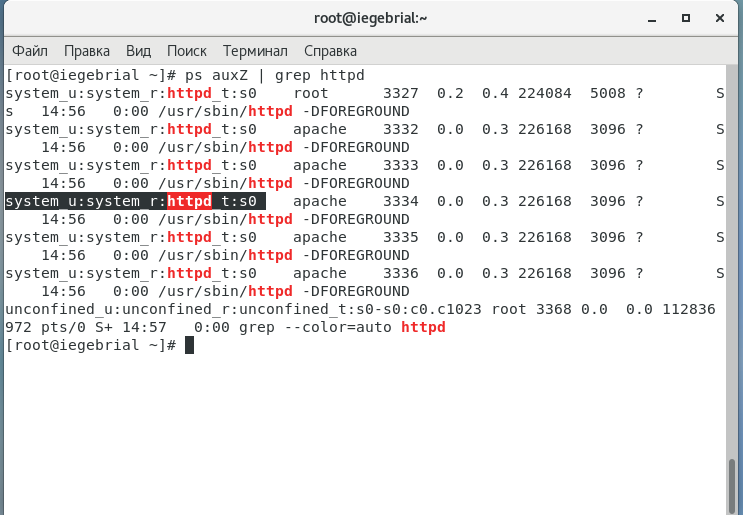 root@iegebrial:~
Файл Правка Вид Поиск Терминал Справка
[root@iegebrial ~]# ps auxZ | grep httpd
system_u:system_r:httpd_t:s0    root      3327  0.2  0.4 224084  5008 ?        S
s   14:56   0:00 /usr/sbin/httpd -DFOREGROUND
system_u:system_r:httpd_t:s0    apache    3332  0.0  0.3 226168  3096 ?        S
    14:56   0:00 /usr/sbin/httpd -DFOREGROUND
system_u:system_r:httpd_t:s0    apache    3333  0.0  0.3 226168  3096 ?        S
    14:56   0:00 /usr/sbin/httpd -DFOREGROUND
system_u:system_r:httpd_t:s0    apache    3334  0.0  0.3 226168  3096 ?        S
    14:56   0:00 /usr/sbin/httpd -DFOREGROUND
system_u:system_r:httpd_t:s0    apache    3335  0.0  0.3 226168  3096 ?        S
    14:56   0:00 /usr/sbin/httpd -DFOREGROUND
system_u:system_r:httpd_t:s0    apache    3336  0.0  0.3 226168  3096 ?        S
    14:56   0:00 /usr/sbin/httpd -DFOREGROUND
unconfined_u:unconfined_r:unconfined_t:s0-s0:c0.c1023 root 3368 0.0  0.0 112836
972 pts/0 S+ 14:57   0:00 grep --color=auto httpd
[root@iegebrial ~]#